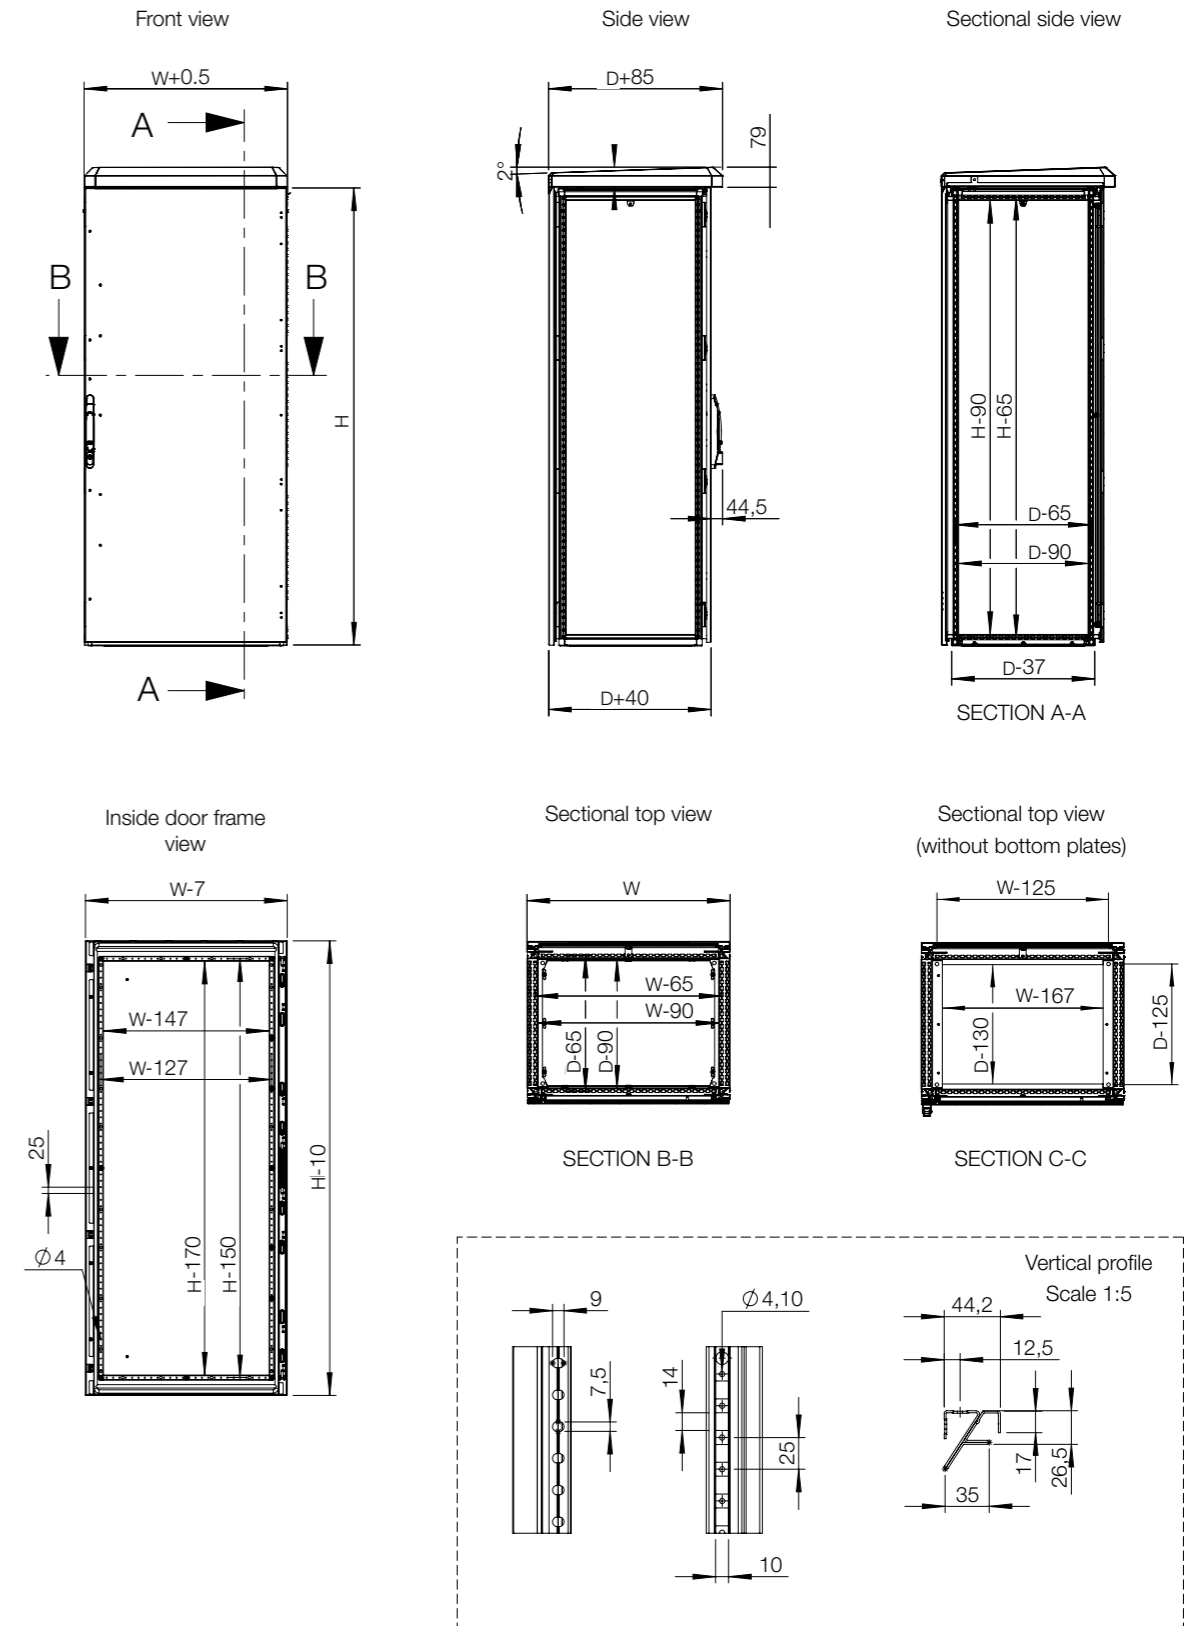 Front view
Side view
Sectional side view
W+0.5
D+85
A
79
2°
B
B
H
H-90
H-65
44,5
D-65
D-90
A
D+40
D-37
SECTION A-A
Inside door frame
view
Sectional top view
Sectional top view
(without bottom plates)
W-7
W
W-125
W-147
W-127
W-65
W-90
D-65
D-90
W-167
D-130
D-125
25
H-10
SECTION B-B
SECTION C-C
Ø4
H-170
H-150
Vertical profile
Scale 1:5
9
Ø4,10
44,2
12,5
7,5
14
25
17
26,5
35
10